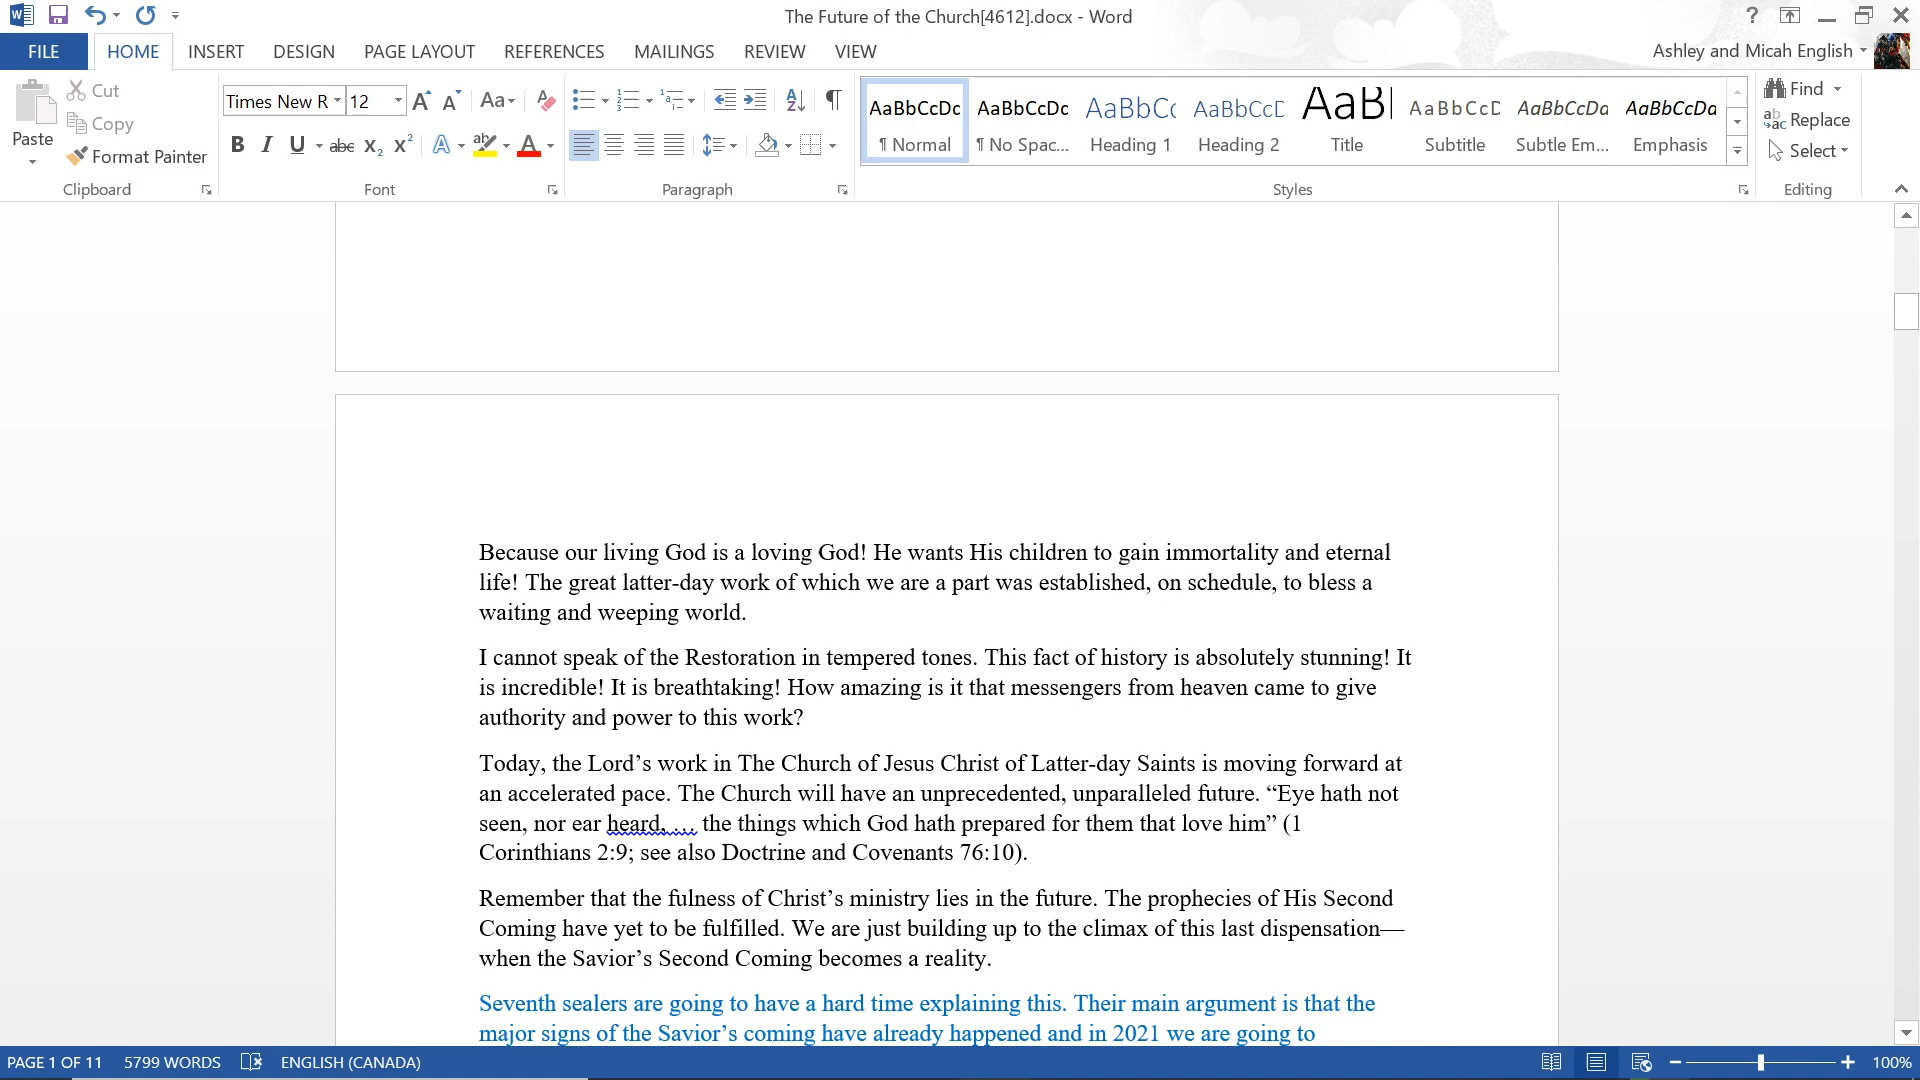 The Future of the Church[4612].docx - Word
?
FILE HOME INSERT DESIGN PAGE LAYOUT REFERENCES MAILINGS REVIEW VIEW
Ashley and Micah English
Paste
Cut
Copy
Format Painter
Clipboard
Times New R 12
Aa
B I U abc X₂ X²
Font
Paragraph
AaBbCcDc AaBbCcDc AaBbCc AaBbCcD AaBl AaBbCcD AaBbCcDd AaBbCcDd
¶ Normal ¶ No Spac... Heading 1 Heading 2 Title Subtitle Subtle Em... Emphasis
Styles
Find
Replace
Select
Editing
Because our living God is a loving God! He wants His children to gain immortality and eternal
life! The great latter-day work of which we are a part was established, on schedule, to bless a
waiting and weeping world.
I cannot speak of the Restoration in tempered tones. This fact of history is absolutely stunning! It
is incredible! It is breathtaking! How amazing is it that messengers from heaven came to give
authority and power to this work?
Today, the Lord’s work in The Church of Jesus Christ of Latter-day Saints is moving forward at
an accelerated pace. The Church will have an unprecedented, unparalleled future. “Eye hath not
seen, nor ear heard, … the things which God hath prepared for them that love him” (1
Corinthians 2:9; see also Doctrine and Covenants 76:10).
Remember that the fulness of Christ’s ministry lies in the future. The prophecies of His Second
Coming have yet to be fulfilled. We are just building up to the climax of this last dispensation—
when the Savior’s Second Coming becomes a reality.
Seventh sealers are going to have a hard time explaining this. Their main argument is that the
major signs of the Savior’s coming have already happened and in 2021 we are going to
PAGE 1 OF 11 5799 WORDS ENGLISH (CANADA)
100%